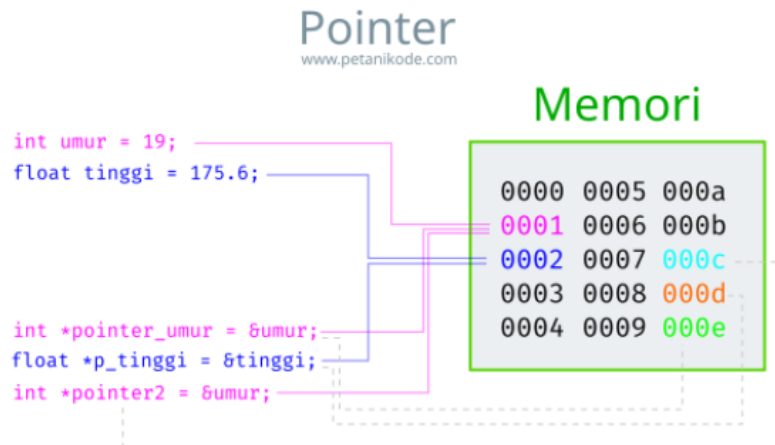 Pointer
www.petanikode.com
Memori
int umur = 19;
float tinggi = 175.6;
0000 0005 000a
0001 0006 000b
0002 0007 000c
0003 0008 000d
0004 0009 000e
int *pointer_umur = &umur;
float *p_tinggi = &tinggi;
int *pointer2 = &umur;